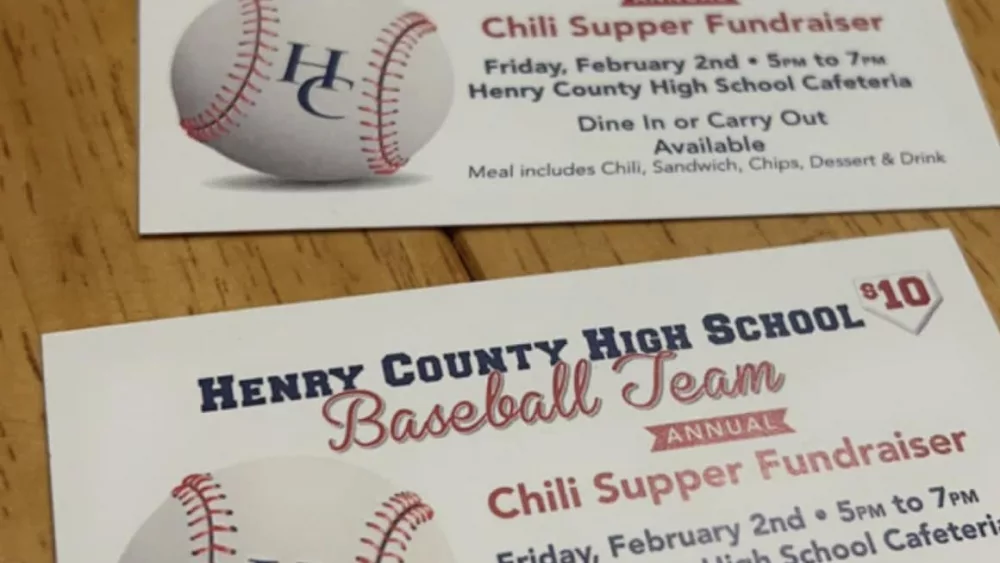 Chili Supper Fundraiser
Friday, February 2nd • 5PM to 7PM
Henry County High School Cafeteria
Dine In or Carry Out
Available
Meal includes Chili, Sandwich, Chips, Dessert & Drink
HC
$10
HENRY COUNTY HIGH SCHOOL
Baseball Team
ANNUAL
Chili Supper Fundraiser
Friday, February 2nd • 5PM to 7PM
High School Cafeteria